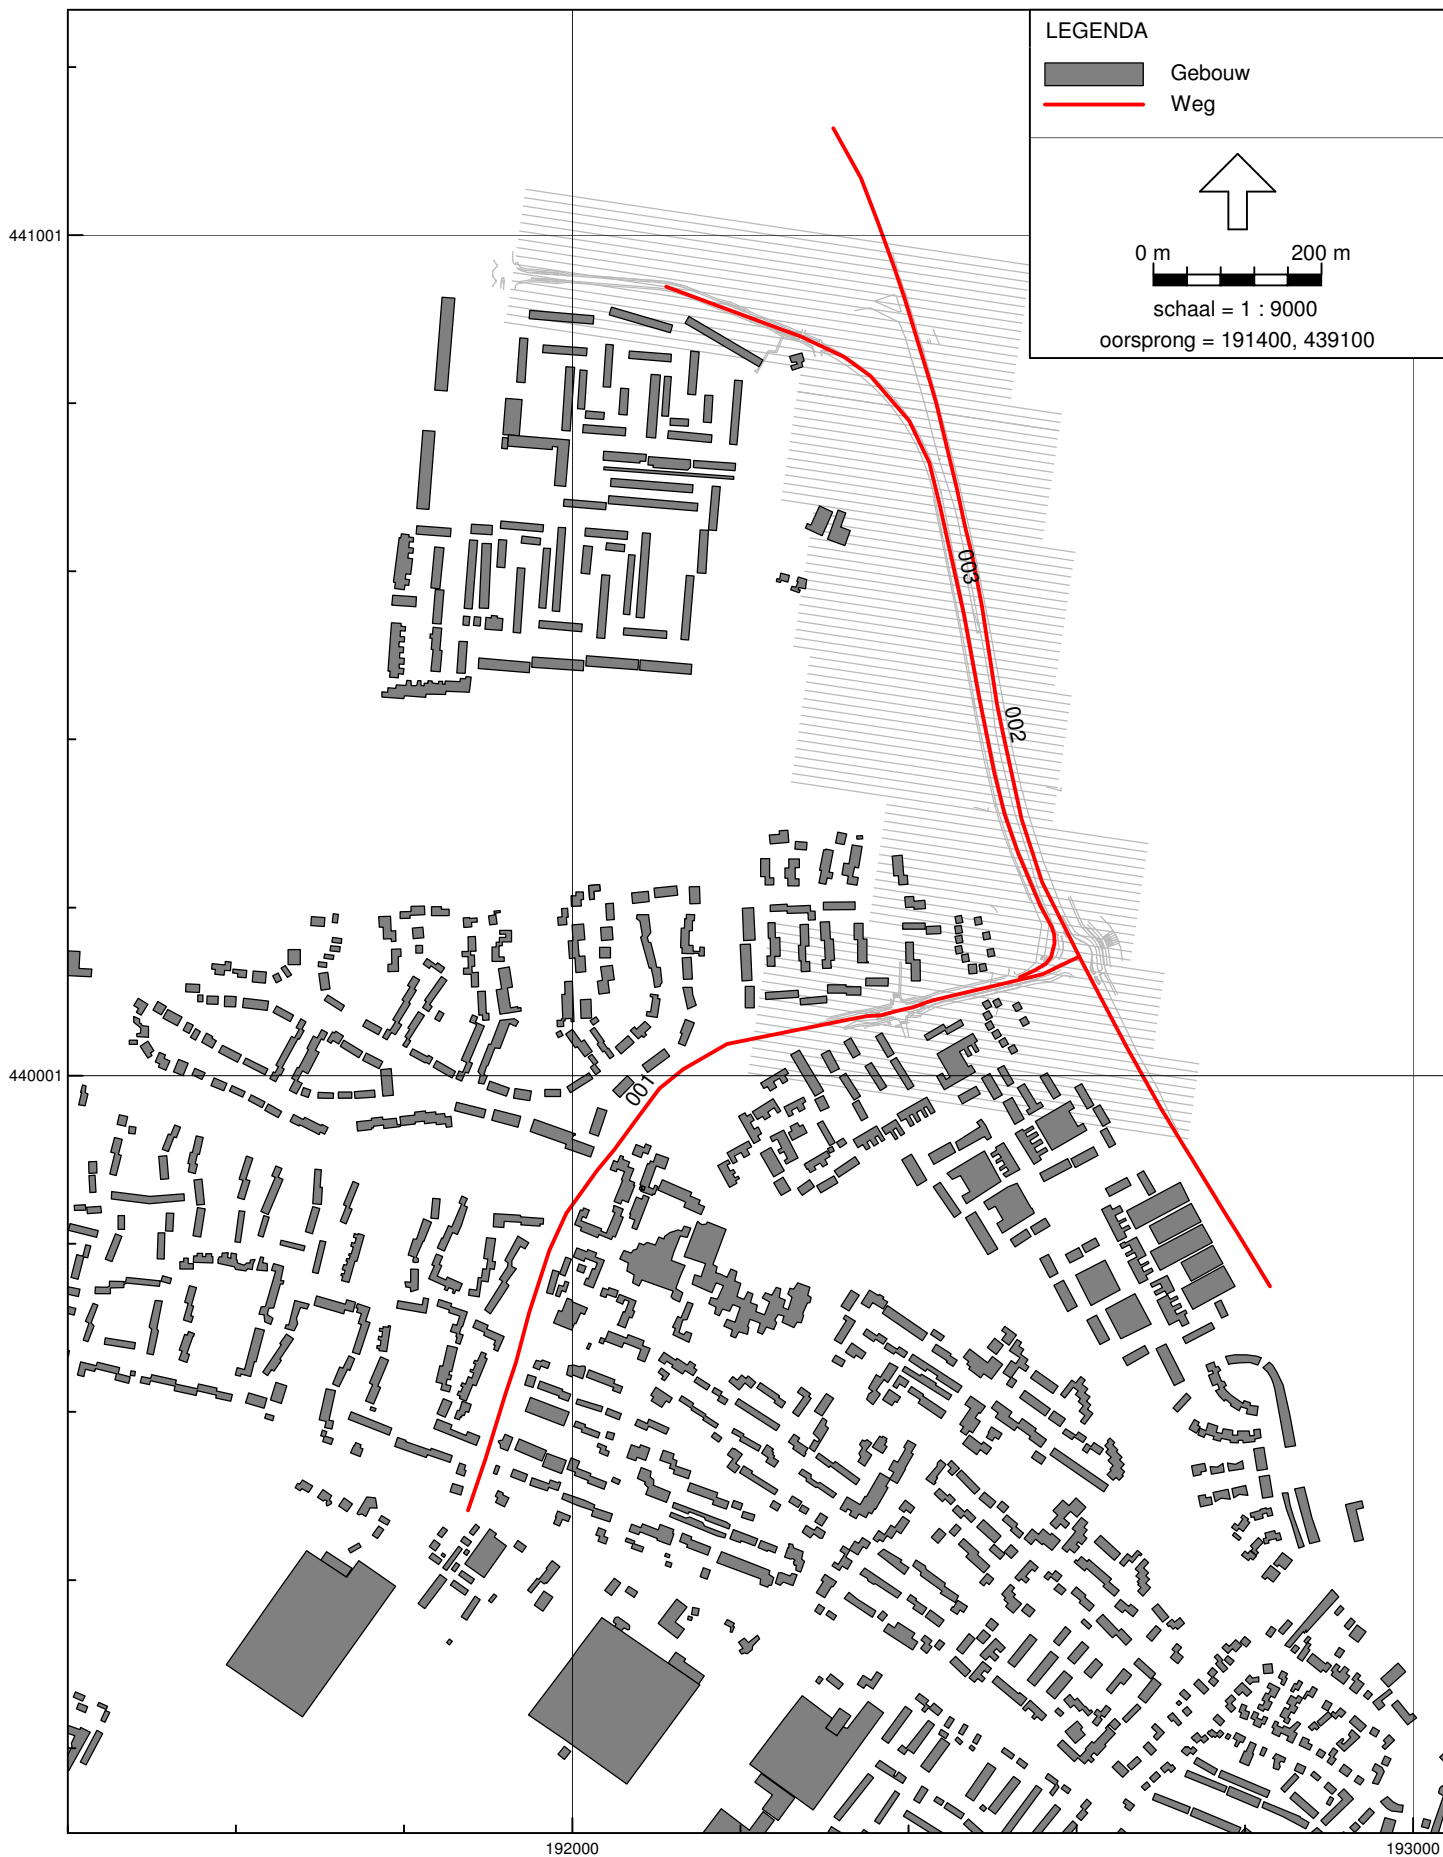 LEGENDA
Gebouw
Weg
0 m 200 m
schaal = 1 : 9000
oorsprong = 191400, 439100
441001
003
002
440001
001
192000
193000